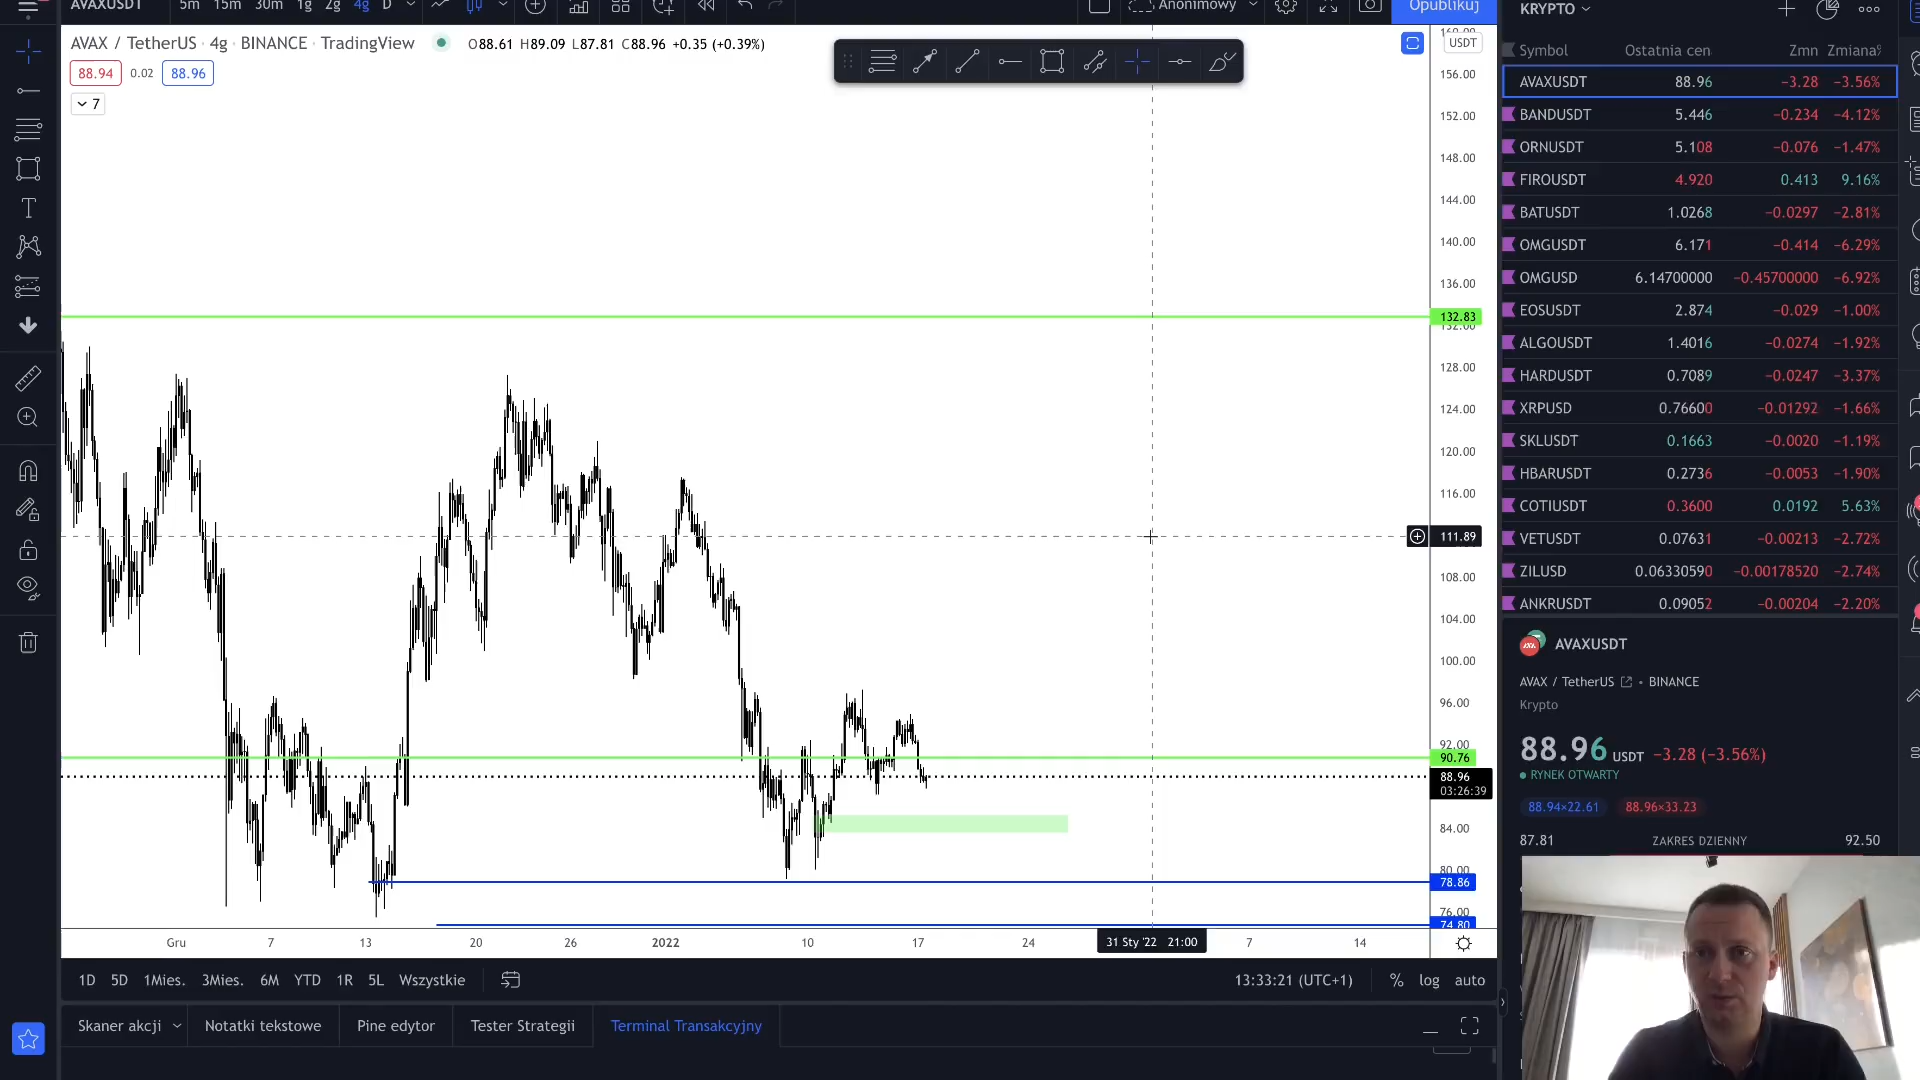 AVAXUSDT 5m 15m 30m 1g 2g 4g D Anonimowy Opublikuj
AVAX / TetherUS · 4g · BINANCE · TradingView O88.61 H89.09 L87.81 C88.96 +0.35 (+0.39%)
88.94 0.02 88.96
7
USDT
160.00
156.00
152.00
148.00
144.00
140.00
136.00
132.83
132.00
128.00
124.00
120.00
116.00
111.89
108.00
104.00
100.00
96.00
92.00
90.76
88.96
03:26:39
84.00
80.00
78.86
76.00
74.80
Gru 7 13 20 26 2022 10 17 24 31 Sty '22 21:00 7 14
1D 5D 1Mies. 3Mies. 6M YTD 1R 5L Wszystkie 13:33:21 (UTC+1) % log auto
Skaner akcji Notatki tekstowe Pine edytor Tester Strategii Terminal Transakcyjny
KRYPTO
Symbol Ostatnia cen Zmn Zmiana%
AVAXUSDT 88.96 −3.28 −3.56%
BANDUSDT 5.446 −0.234 −4.12%
ORNUSDT 5.108 −0.076 −1.47%
FIROUSDT 4.920 0.413 9.16%
BATUSDT 1.0268 −0.0297 −2.81%
OMGUSDT 6.171 −0.414 −6.29%
OMGUSD 6.14700000 −0.45700000 −6.92%
EOSUSDT 2.874 −0.029 −1.00%
ALGOUSDT 1.4016 −0.0274 −1.92%
HARDUSDT 0.7089 −0.0247 −3.37%
XRPUSD 0.76600 −0.01292 −1.66%
SKLUSDT 0.1663 −0.0020 −1.19%
HBARUSDT 0.2736 −0.0053 −1.90%
COTIUSDT 0.3600 0.0192 5.63%
VETUSDT 0.07631 −0.00213 −2.72%
ZILUSD 0.06330590 −0.00178520 −2.74%
ANKRUSDT 0.09052 −0.00204 −2.20%
AVAXUSDT
AVAX / TetherUS • BINANCE
Krypto
88.96 USDT −3.28 (−3.56%)
RYNEK OTWARTY
88.94×22.61 88.96×33.23
87.81 ZAKRES DZIENNY 92.50